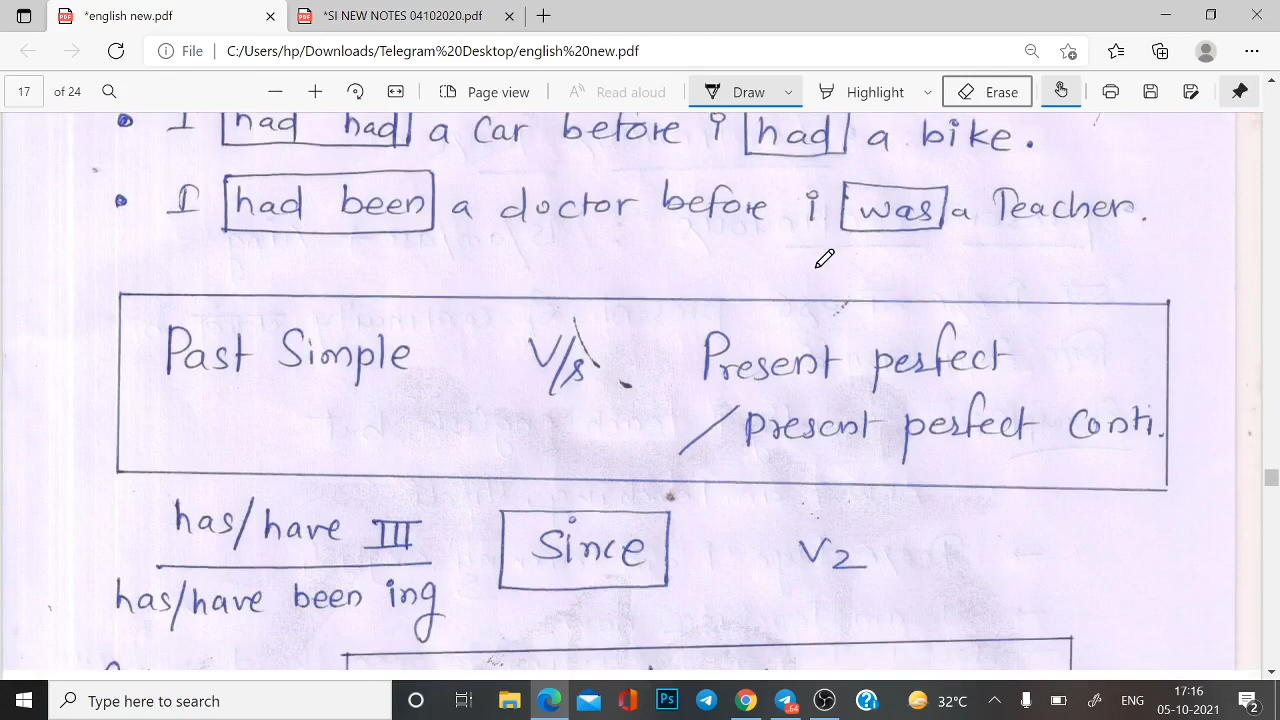 *english new.pdf
*SI NEW NOTES 04102020.pdf
File C:/Users/hp/Downloads/Telegram%20Desktop/english%20new.pdf
17 of 24 Page view Read aloud Draw Highlight Erase
• I had had a car before i had a bike.
• I had been a doctor before i was a Teacher.
Past Simple V/s Present perfect
/ present perfect Conti.
has/have III Since V2
has/have been ing
Type here to search
32°C ENG 17:16
05-10-2021